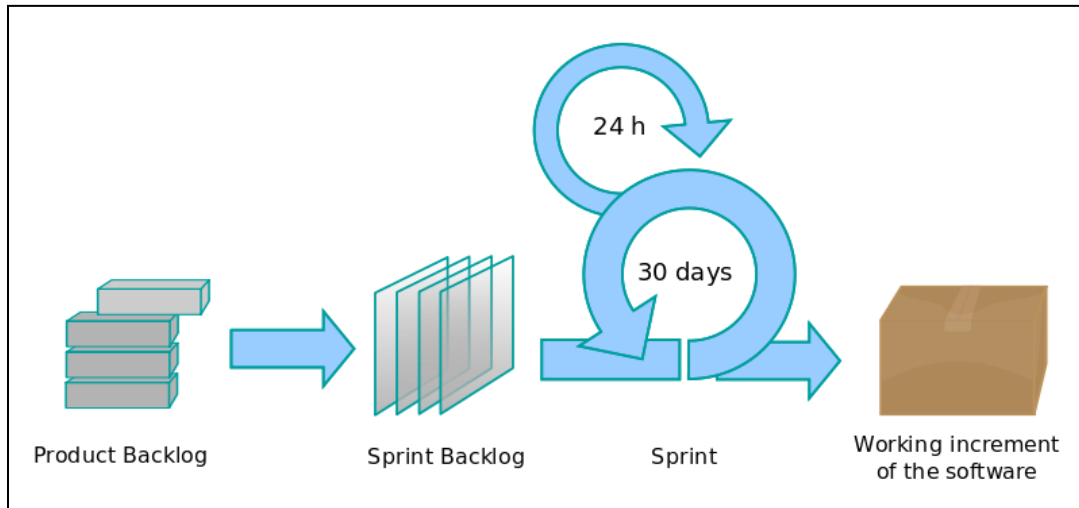 24 h
30 days
Product Backlog
Sprint Backlog
Sprint
Working increment
of the software